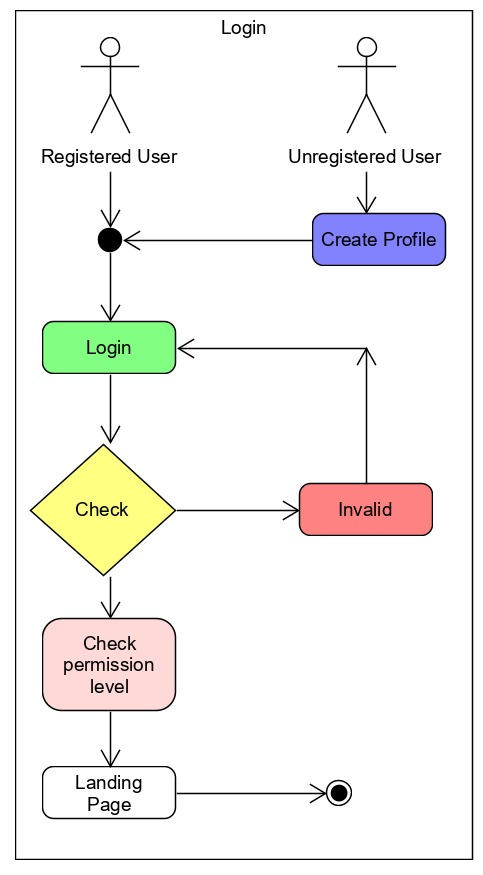 Login
Registered User
Unregistered User
Create Profile
Login
Check
Invalid
Check
permission
level
Landing
Page